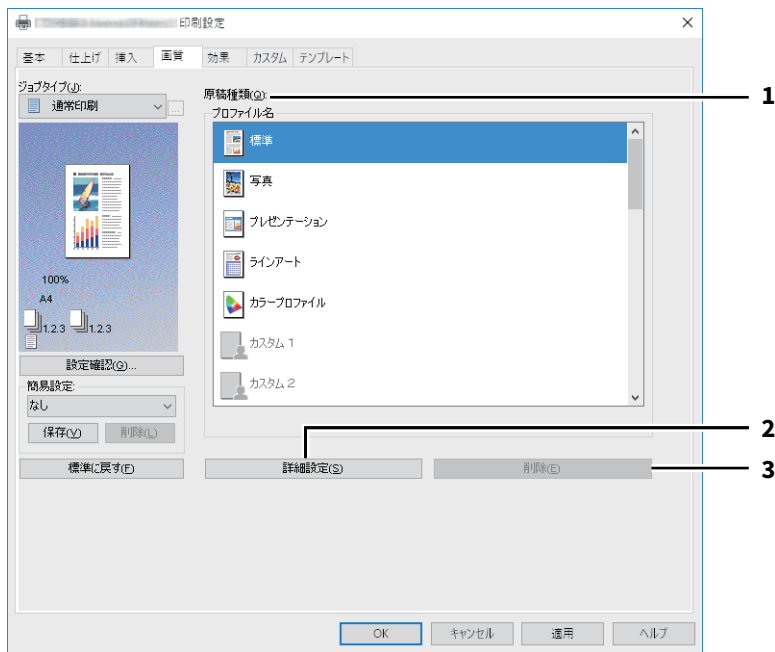 印刷設定
基本 仕上げ 挿入 画質 効果 カスタム テンプレート
ジョブタイプ(J):
通常印刷
...
100%
A4
1.2.3 1.2.3
設定確認(G)...
簡易設定:
なし
保存(V) 削除(L)
標準に戻す(F)
原稿種類(Q):
プロファイル名
標準
写真
プレゼンテーション
ラインアート
カラープロファイル
カスタム 1
カスタム 2
詳細設定(S) 削除(E)
1
2
3
OK キャンセル 適用 ヘルプ